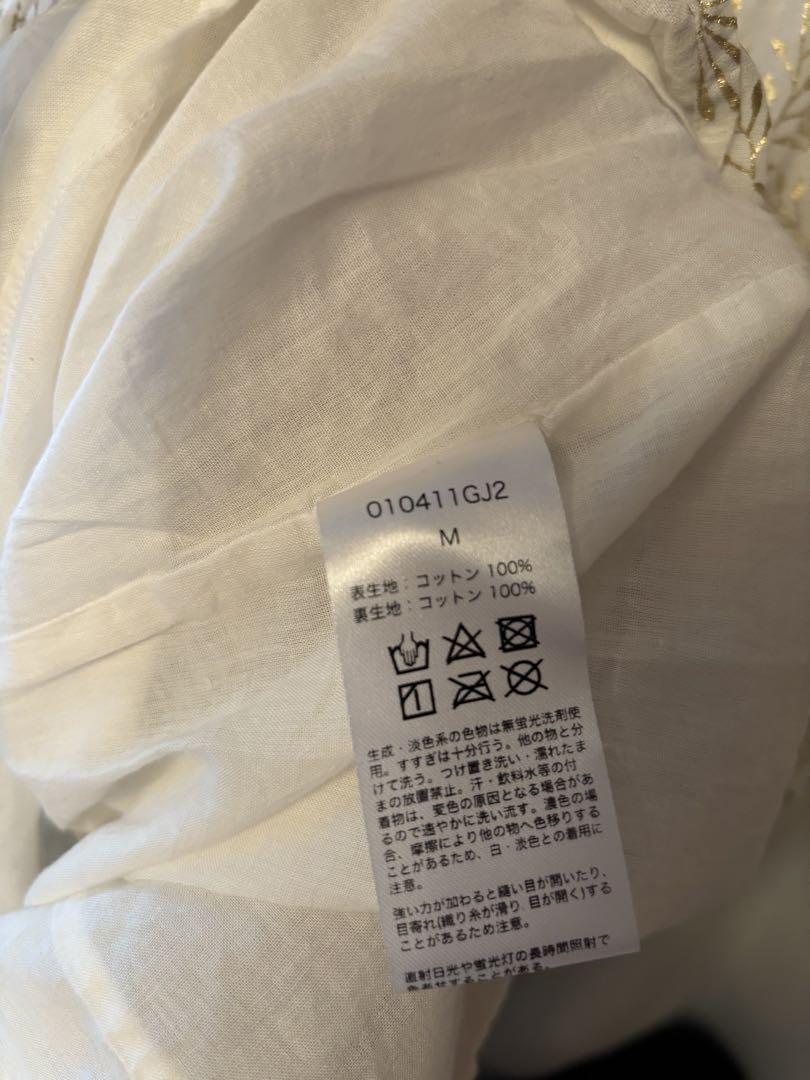 010411GJ2
M
表生地：コットン 100%
裏生地：コットン 100%
生成・淡色系の色物は無蛍光洗剤使
用。すすぎは十分行う。他の物と分
けて洗う。つけ置き洗い・濡れたま
まの放置禁止。汗・飲料水等の付
着物は、変色の原因となる場合があ
るので速やかに洗い流す。濃色の場
合、摩擦により他の物へ色移りする
ことがあるため、白・淡色との着用に
注意。
強い力が加わると縫い目が開いたり、
目寄れ(織り糸が滑り、目が開く)する
ことがあるため注意。
直射日光や蛍光灯の長時間照射で
することがある。